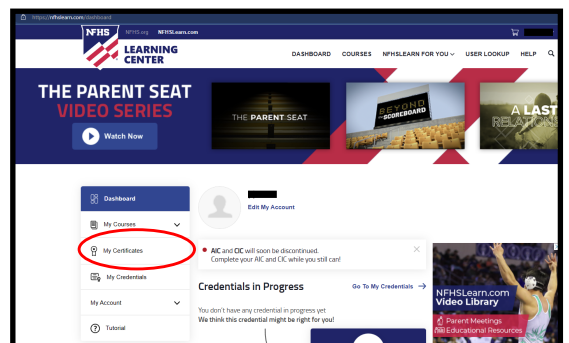 https://nfhslearn.com/dashboard
NFHS NFHS.org NFHSLearn.com
LEARNING
CENTER
DASHBOARD COURSES NFHSLEARN FOR YOU USER LOOKUP HELP
THE PARENT SEAT
VIDEO SERIES
Watch Now
THE PARENT SEAT
BEYOND
THE SCOREBOARD
A LAST
RELATIONS
Dashboard
My Courses
My Certificates
My Credentials
My Account
Tutorial
Edit My Account
AIC and CIC will soon be discontinued.
Complete your AIC and CIC while you still can!
Credentials in Progress
Go To My Credentials
You don't have any credential in progress yet
We think this credential might be right for you!
NFHSLearn.com
Video Library
Parent Meetings
Educational Resources